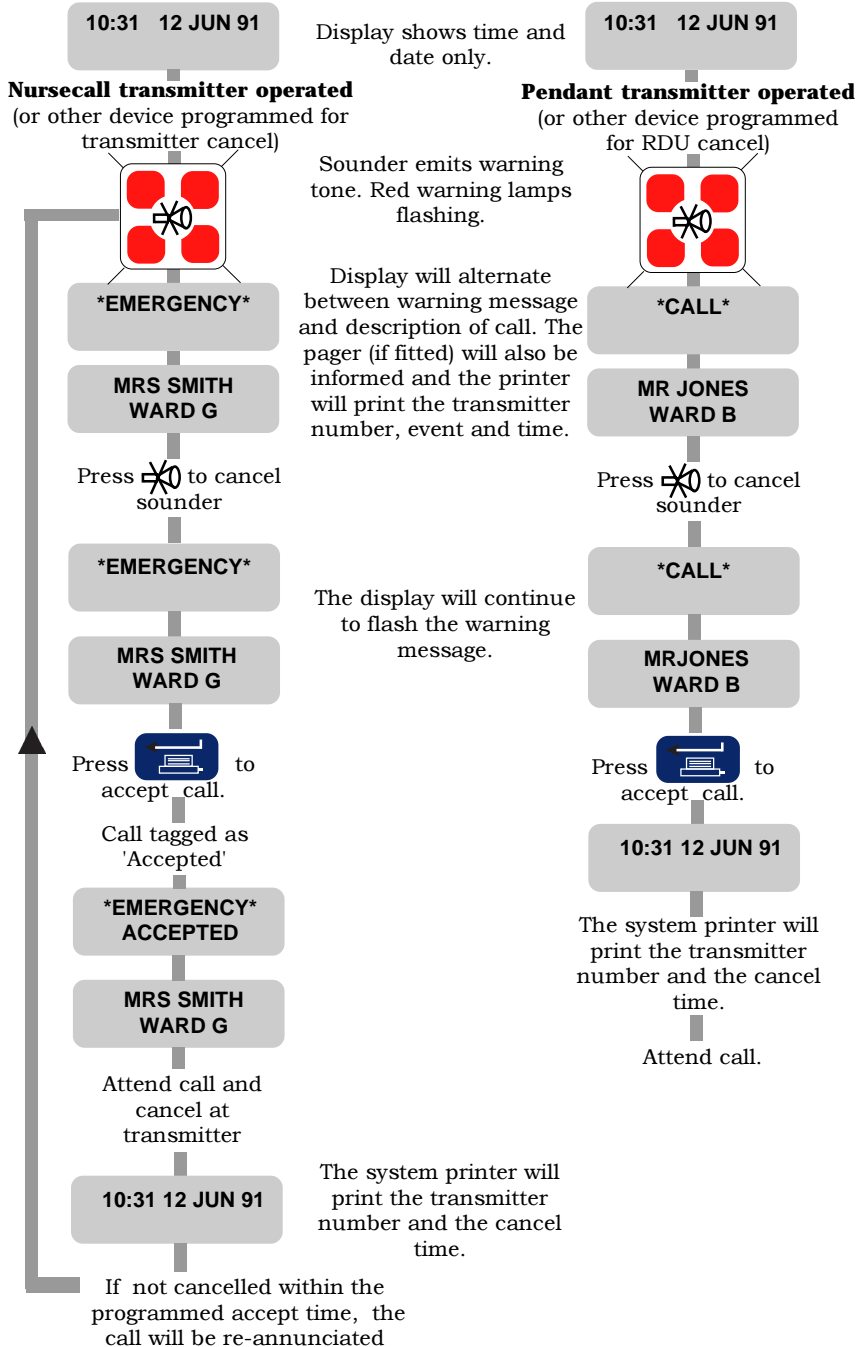 10:31 12 JUN 91
Display shows time and
date only.
10:31 12 JUN 91
Nursecall transmitter operated
(or other device programmed for
transmitter cancel)
Pendant transmitter operated
(or other device programmed
for RDU cancel)
Sounder emits warning
tone. Red warning lamps
flashing.
*EMERGENCY*
Display will alternate
between warning message
and description of call. The
pager (if fitted) will also be
informed and the printer
will print the transmitter
number, event and time.
*CALL*
MRS SMITH
WARD G
MR JONES
WARD B
Press to cancel
sounder
Press to cancel
sounder
*EMERGENCY*
The display will continue
to flash the warning
message.
*CALL*
MRS SMITH
WARD G
MRJONES
WARD B
Press to
accept call.
Press to
accept call.
Call tagged as
'Accepted'
10:31 12 JUN 91
*EMERGENCY*
ACCEPTED
The system printer will
print the transmitter
number and the cancel
time.
MRS SMITH
WARD G
Attend call.
Attend call and
cancel at
transmitter
10:31 12 JUN 91
The system printer will
print the transmitter
number and the cancel
time.
If not cancelled within the
programmed accept time, the
call will be re-annunciated